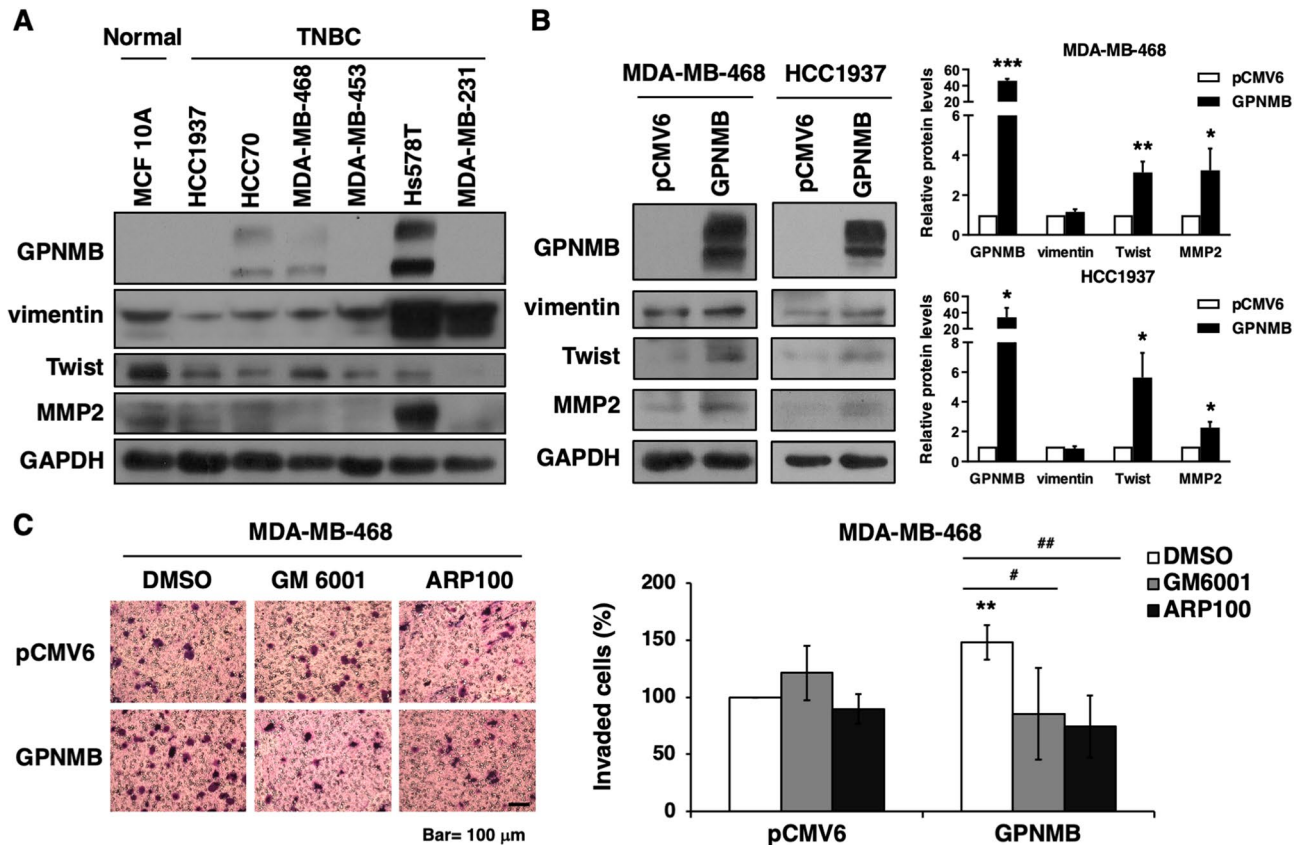 A
Normal TNBC
MCF 10A
HCC1937
HCC70
MDA-MB-468
MDA-MB-453
Hs578T
MDA-MB-231
GPNMB
vimentin
Twist
MMP2
GAPDH
B
MDA-MB-468 HCC1937
pCMV6
GPNMB
pCMV6
GPNMB
GPNMB
vimentin
Twist
MMP2
GAPDH
MDA-MB-468
Relative protein levels
60
40
20
6
4
2
0
***
**
*
pCMV6
GPNMB
GPNMB vimentin Twist MMP2
HCC1937
Relative protein levels
60
40
20
8
6
4
2
0
*
*
*
pCMV6
GPNMB
GPNMB vimentin Twist MMP2
C
MDA-MB-468
DMSO GM 6001 ARP100
pCMV6
GPNMB
Bar= 100 μm
MDA-MB-468
Invaded cells (%)
200
150
100
50
0
##
#
**
DMSO
GM6001
ARP100
pCMV6 GPNMB